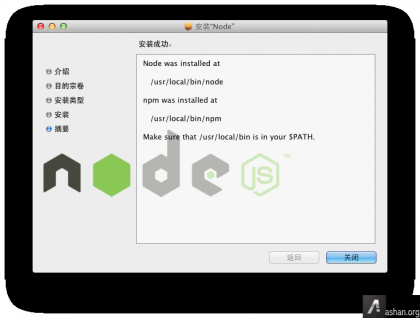 安装“Node”
安装成功。
介绍
目的宗卷
安装类型
安装
摘要
Node was installed at
/usr/local/bin/node
npm was installed at
/usr/local/bin/npm
Make sure that /usr/local/bin is in your $PATH.
node
JS™
返回
关闭
ashan.org